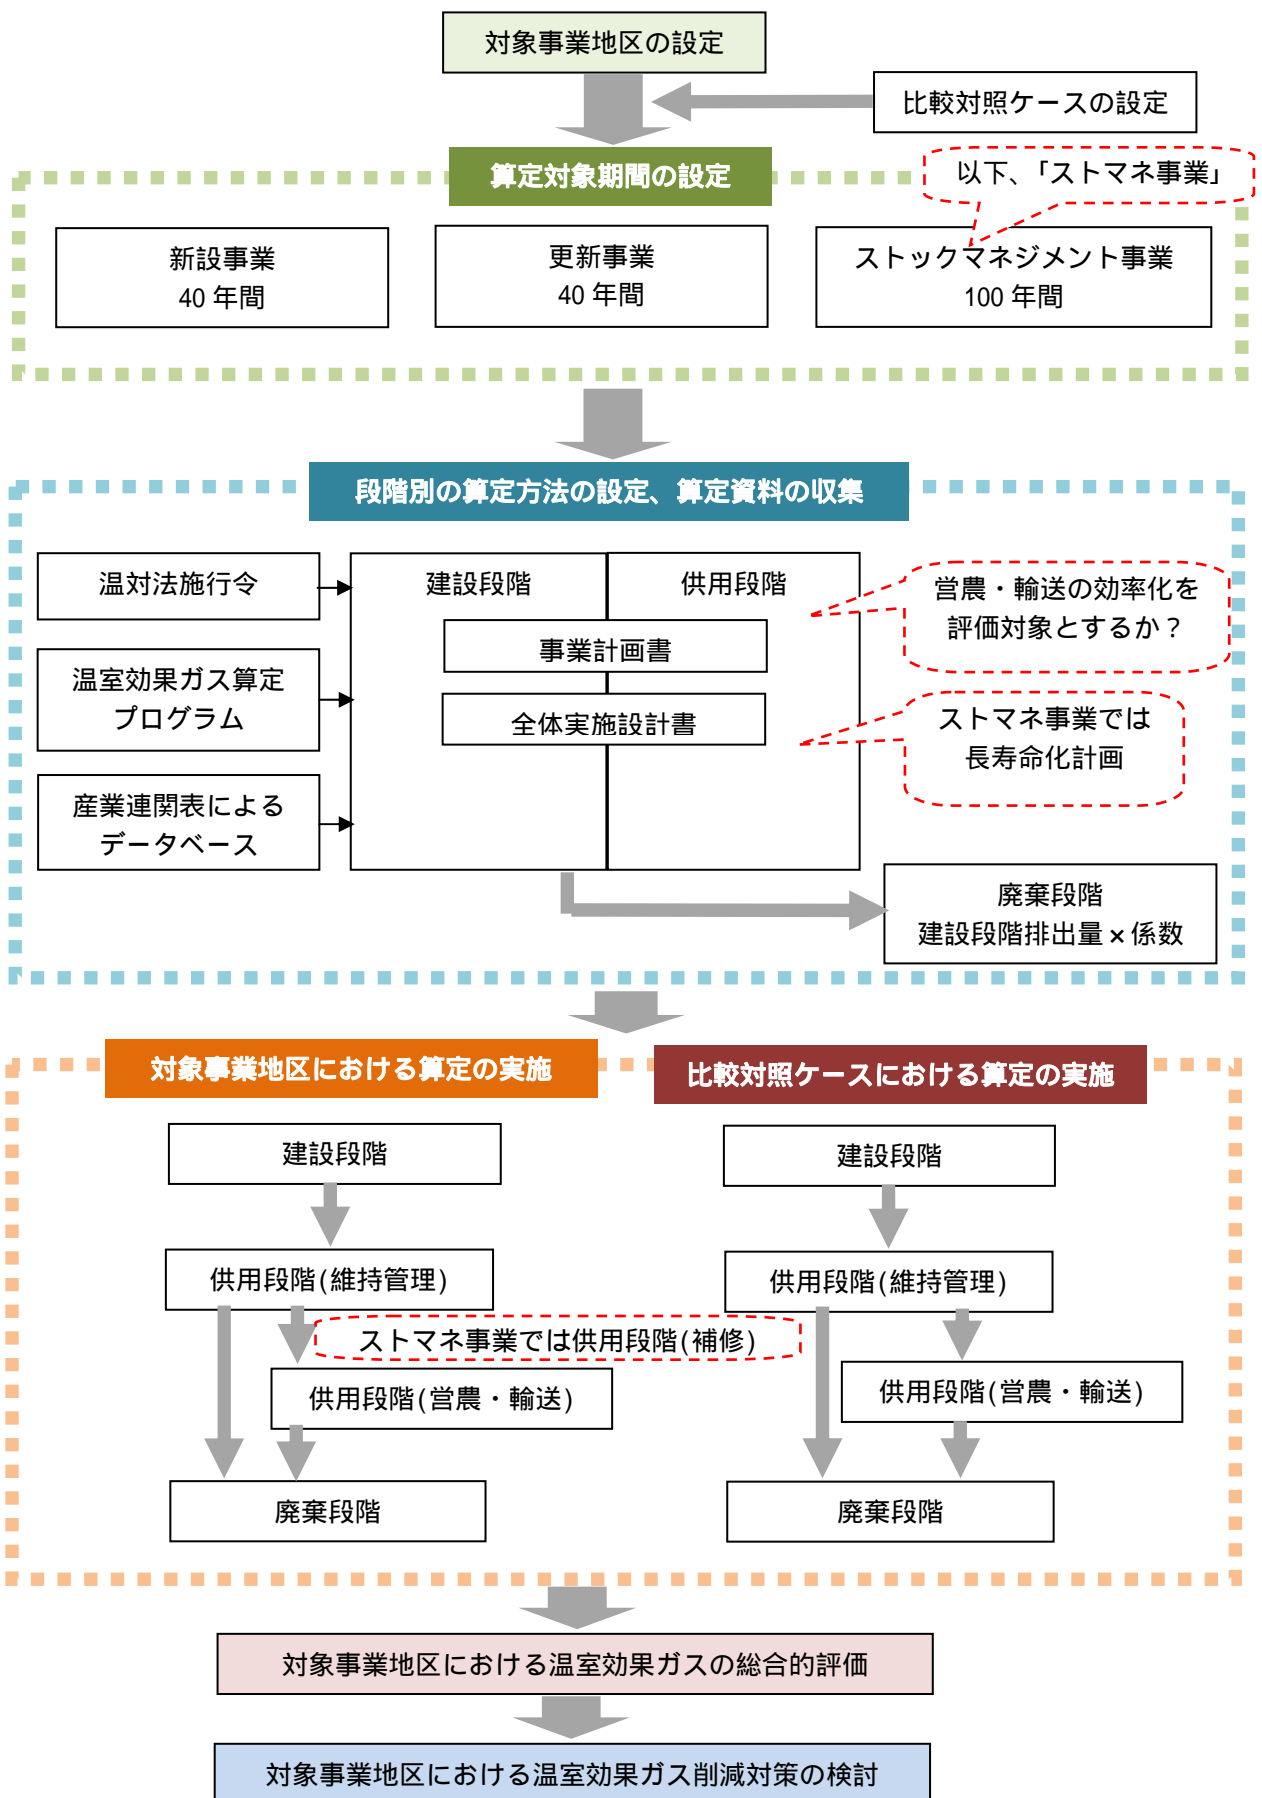 対象事業地区の設定
比較対照ケースの設定
算定対象期間の設定
以下、「ストマネ事業」
新設事業
40 年間
更新事業
40 年間
ストックマネジメント事業
100 年間
段階別の算定方法の設定、算定資料の収集
温対法施行令
温室効果ガス算定
プログラム
産業連関表による
データベース
建設段階
供用段階
事業計画書
全体実施設計書
営農・輸送の効率化を
評価対象とするか？
ストマネ事業では
長寿命化計画
廃棄段階
建設段階排出量×係数
対象事業地区における算定の実施
比較対照ケースにおける算定の実施
建設段階
供用段階(維持管理)
ストマネ事業では供用段階(補修)
供用段階(営農・輸送)
廃棄段階
建設段階
供用段階(維持管理)
供用段階(営農・輸送)
廃棄段階
対象事業地区における温室効果ガスの総合的評価
対象事業地区における温室効果ガス削減対策の検討